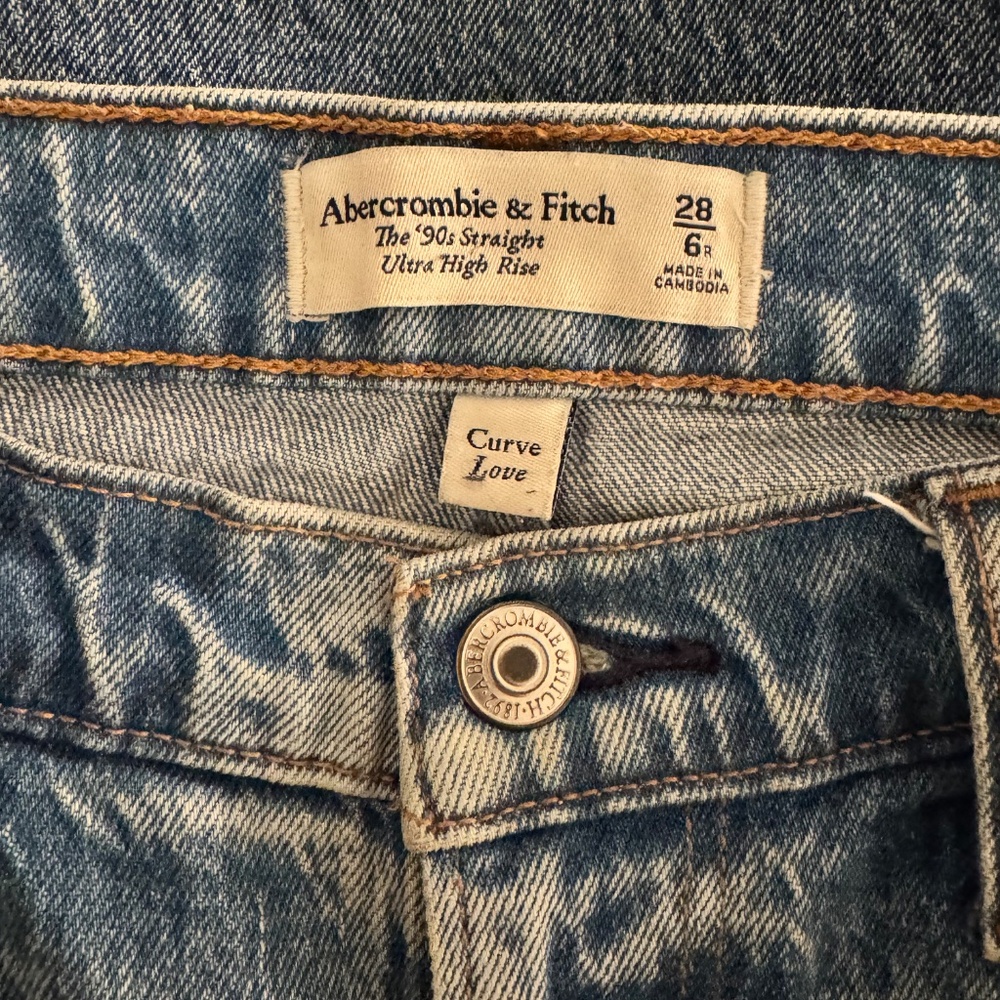 Abercrombie & Fitch
The '90s Straight
Ultra High Rise
28
6R
MADE IN
CAMBODIA
Curve
Love
ABERCROMBIE & FITCH · 1892 ·